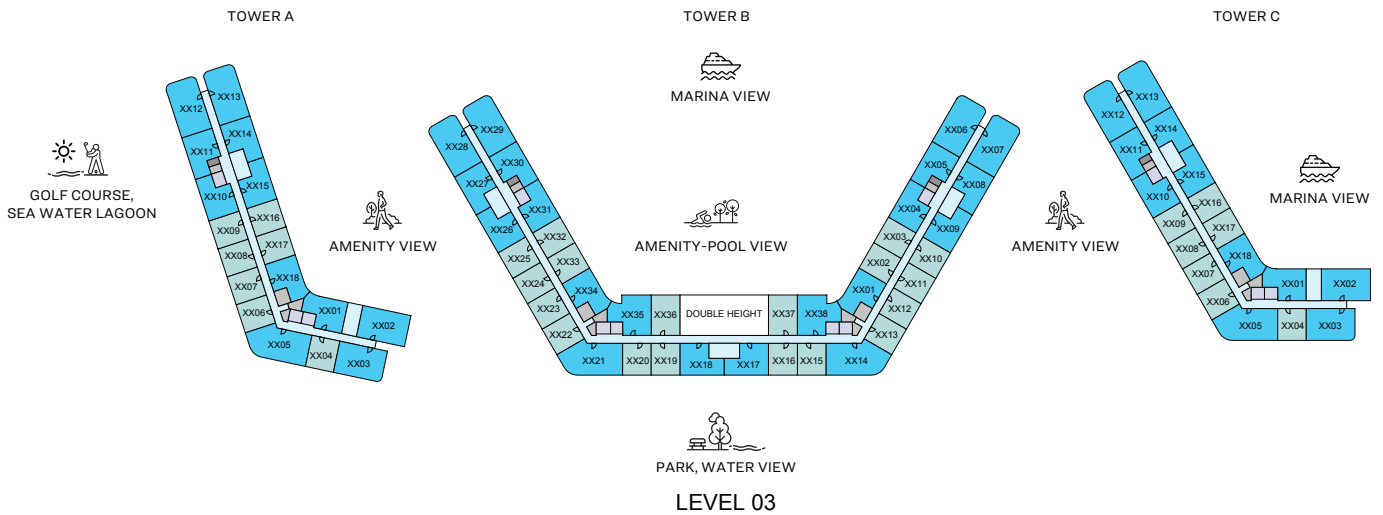 TOWER A
TOWER B
TOWER C
MARINA VIEW
GOLF COURSE,
SEA WATER LAGOON
AMENITY VIEW
AMENITY-POOL VIEW
AMENITY VIEW
MARINA VIEW
XX12
XX13
XX11
XX14
XX10
XX15
XX09
XX16
XX08
XX17
XX07
XX18
XX06
XX01
XX02
XX05
XX04
XX03
XX28
XX29
XX27
XX30
XX26
XX31
XX25
XX32
XX24
XX33
XX23
XX34
XX22
XX35
XX36
DOUBLE HEIGHT
XX37
XX38
XX21
XX20
XX19
XX18
XX17
XX16
XX15
XX14
XX06
XX07
XX05
XX08
XX04
XX09
XX03
XX10
XX02
XX11
XX01
XX12
XX13
XX12
XX13
XX11
XX14
XX10
XX15
XX09
XX16
XX08
XX17
XX07
XX18
XX06
XX01
XX02
XX05
XX04
XX03
PARK, WATER VIEW
LEVEL 03